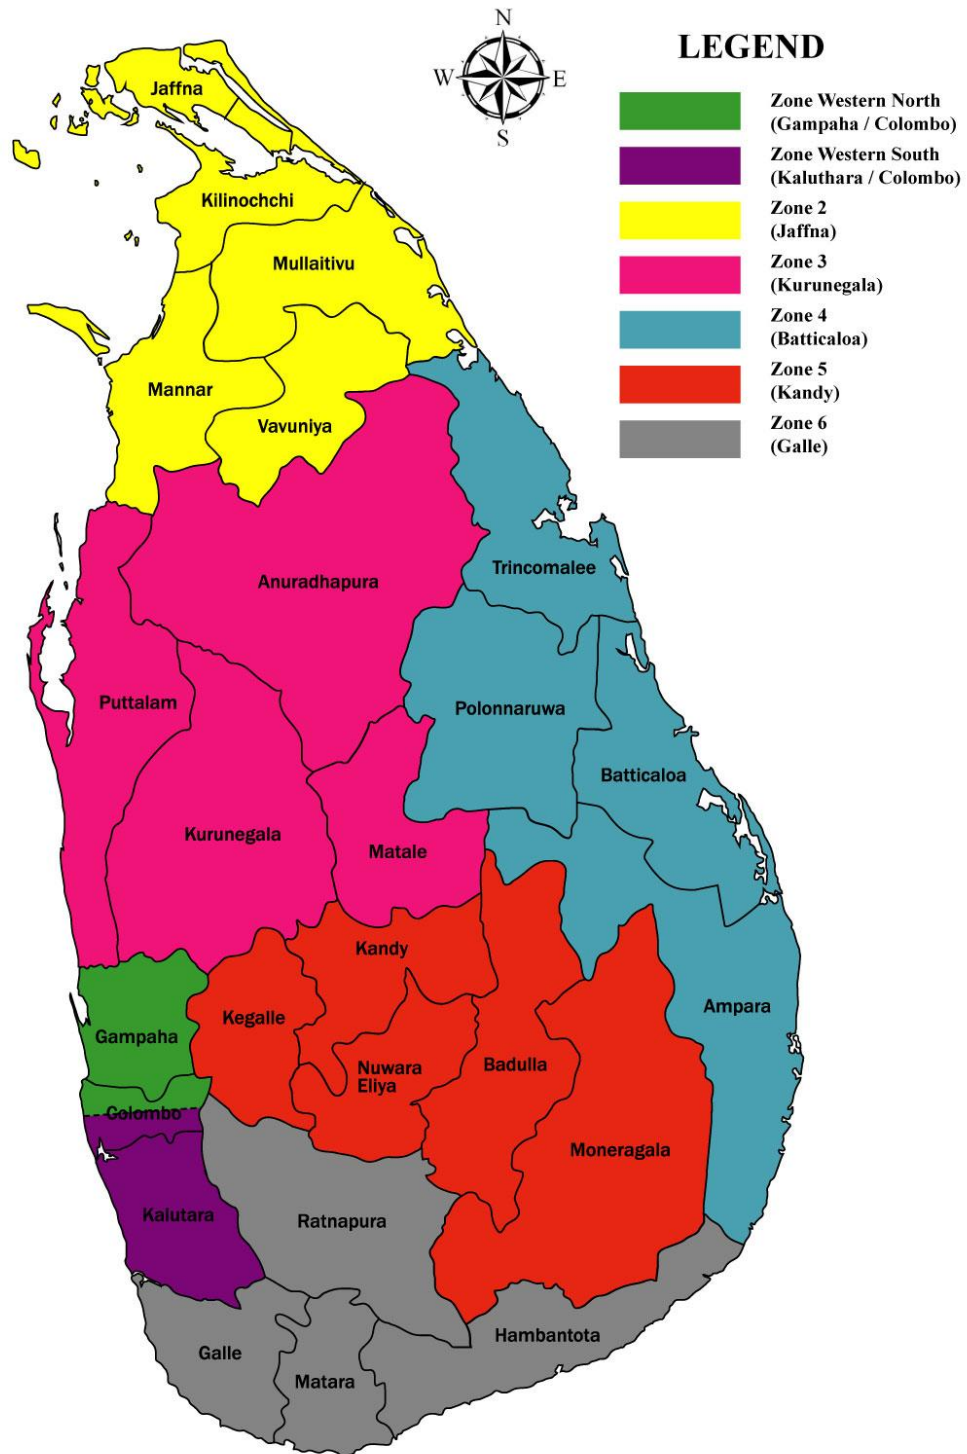 N
W E
S
LEGEND
Zone Western North
(Gampaha / Colombo)
Zone Western South
(Kaluthara / Colombo)
Zone 2
(Jaffna)
Zone 3
(Kurunegala)
Zone 4
(Batticaloa)
Zone 5
(Kandy)
Zone 6
(Galle)
Jaffna
Kilinochchi
Mullaitivu
Mannar
Vavuniya
Trincomalee
Anuradhapura
Puttalam
Polonnaruwa
Batticaloa
Kurunegala
Matale
Kandy
Ampara
Kegalle
Gampaha
Nuwara
Eliya
Badulla
Colombo
Moneragala
Kalutara
Ratnapura
Hambantota
Galle
Matara